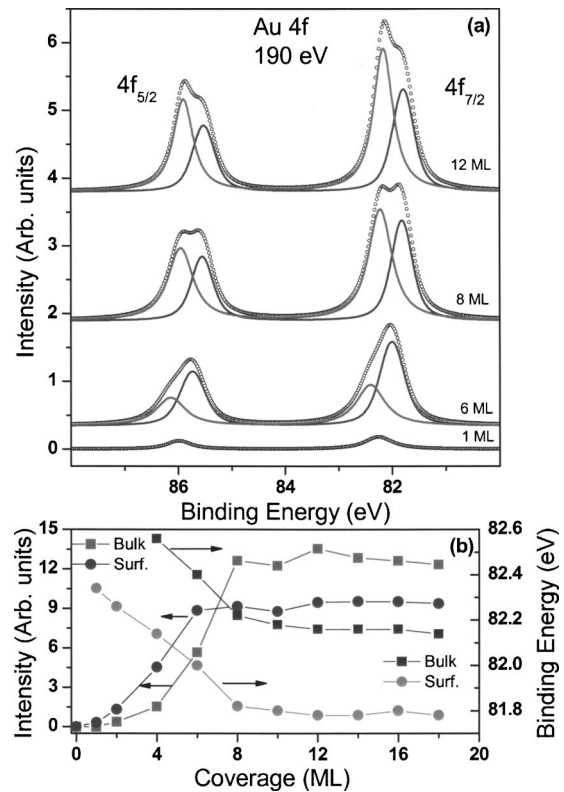 (a)
Au 4f
190 eV
4f5/2
4f7/2
12 ML
8 ML
6 ML
1 ML
6
5
4
3
2
1
0
Intensity (Arb. units)
86
84
82
Binding Energy (eV)
(b)
15
12
9
6
3
0
Intensity (Arb. units)
Bulk
Surf.
Bulk
Surf.
82.6
82.4
82.2
82.0
81.8
Binding Energy (eV)
0
4
8
12
16
20
Coverage (ML)